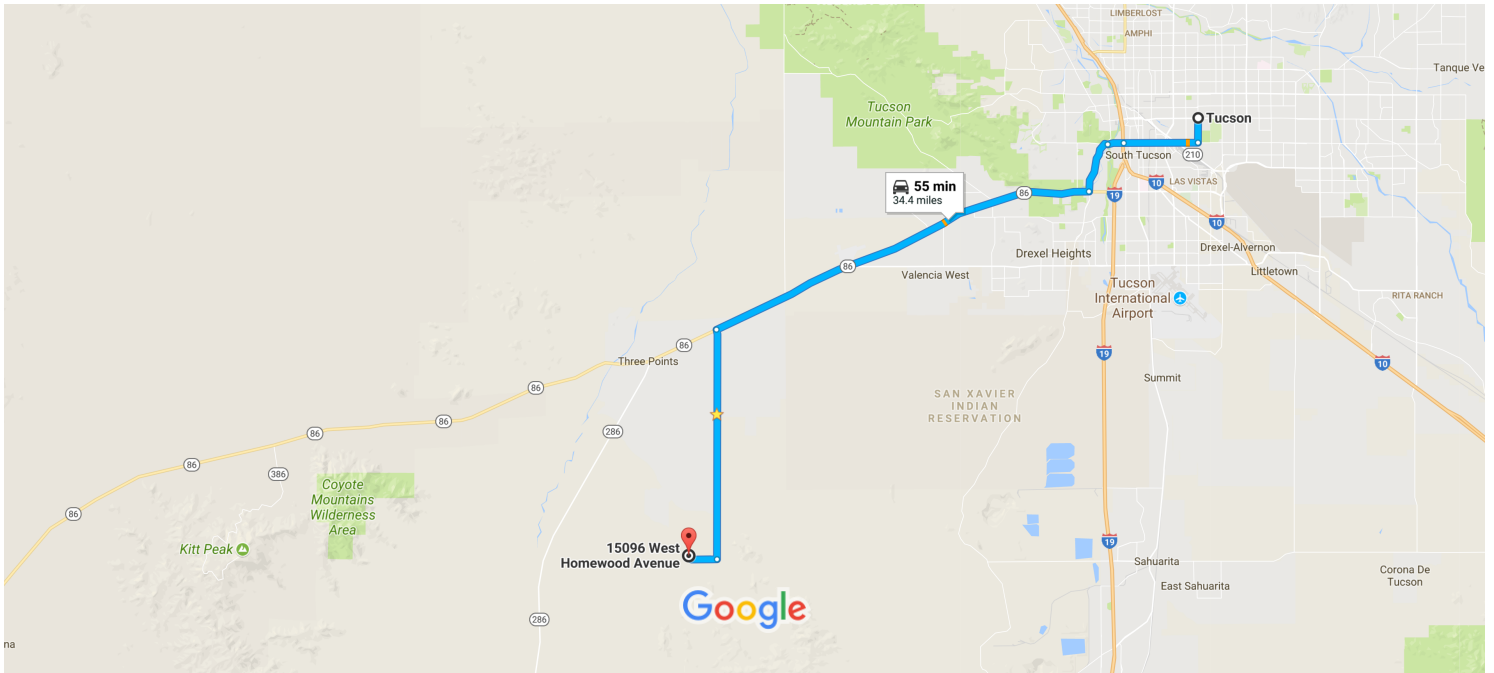 LIMBERLOST
AMPHI
Tanque Ve
Tucson
Mountain Park
Tucson
South Tucson
210
55 min
34.4 miles
86
19
10
LAS VISTAS
10
Drexel Heights
Drexel-Alvernon
86
Valencia West
Littletown
Tucson
International
Airport
RITA RANCH
86
Three Points
19
10
86
Summit
SAN XAVIER
INDIAN
RESERVATION
86
86
286
86
386
Coyote
Mountains
Wilderness
Area
86
Kitt Peak
15096 West
Homewood Avenue
19
Sahuarita
East Sahuarita
Corona De
Tucson
Google
286
na